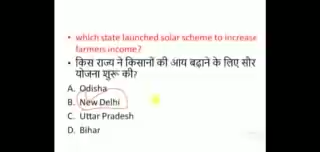 which state launched solar scheme to increase
farmers income?
किस राज्य ने किसानों की आय बढ़ाने के लिए सौर
योजना शुरू की?
A. Odisha
B. New Delhi
C. Uttar Pradesh
D. Bihar